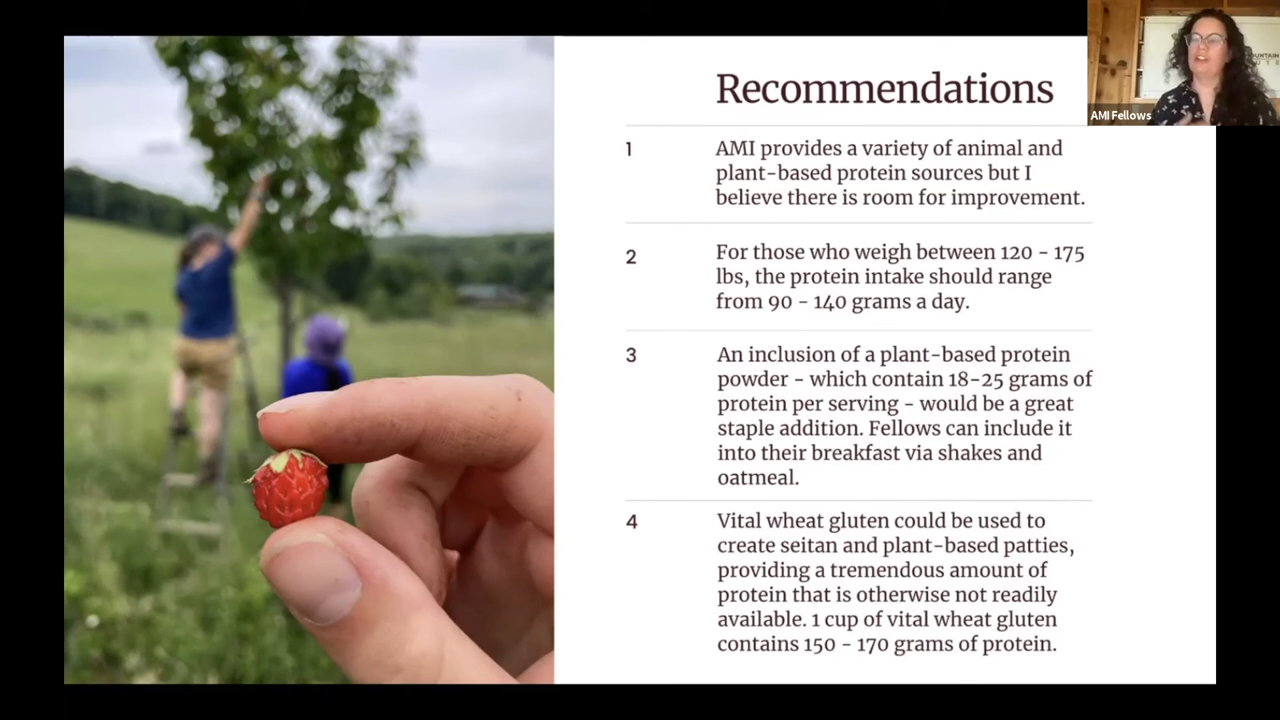 Recommendations
1
AMI provides a variety of animal and
plant-based protein sources but I
believe there is room for improvement.
2
For those who weigh between 120 - 175
lbs, the protein intake should range
from 90 - 140 grams a day.
3
An inclusion of a plant-based protein
powder - which contain 18-25 grams of
protein per serving - would be a great
staple addition. Fellows can include it
into their breakfast via shakes and
oatmeal.
4
Vital wheat gluten could be used to
create seitan and plant-based patties,
providing a tremendous amount of
protein that is otherwise not readily
available. 1 cup of vital wheat gluten
contains 150 - 170 grams of protein.
AMI Fellows